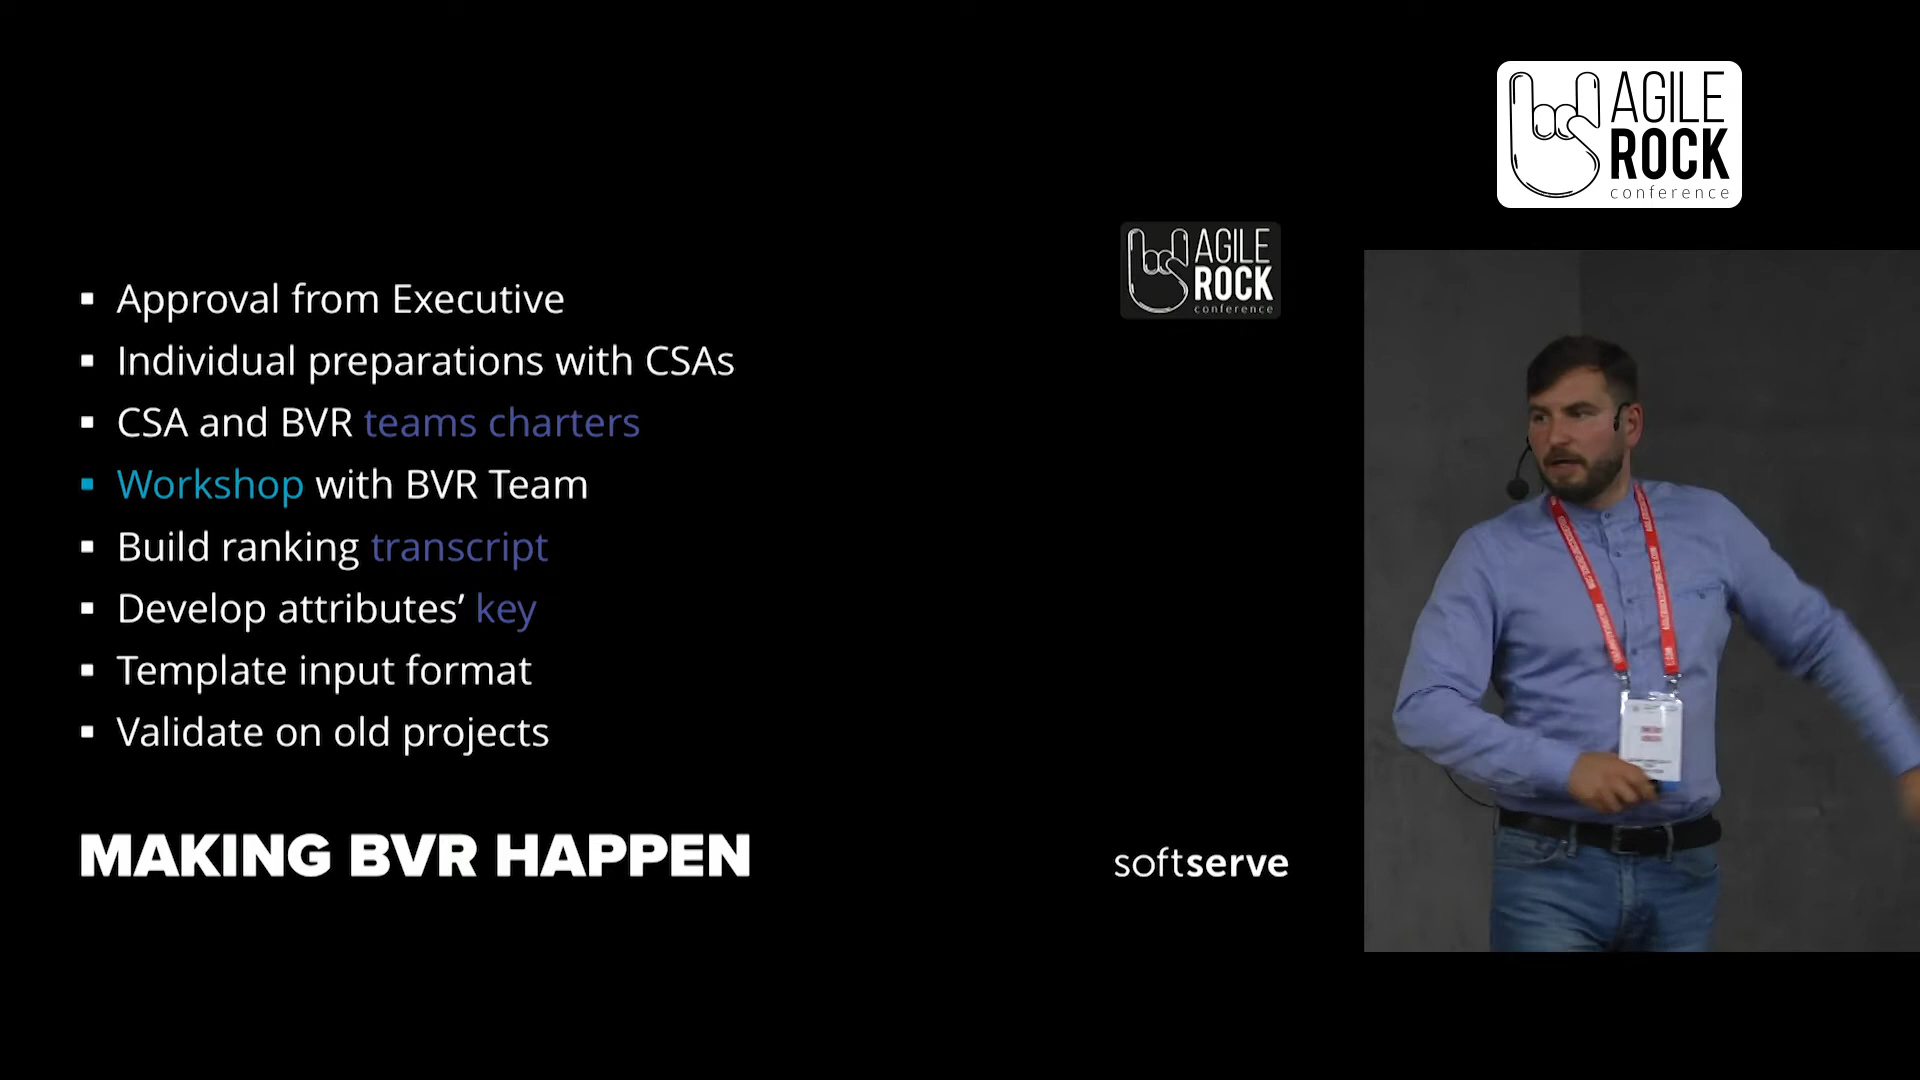 AGILE
ROCK
conference
AGILE
ROCK
conference
▪ Approval from Executive
▪ Individual preparations with CSAs
▪ CSA and BVR teams charters
▪ Workshop with BVR Team
▪ Build ranking transcript
▪ Develop attributes’ key
▪ Template input format
▪ Validate on old projects
MAKING BVR HAPPEN
softserve